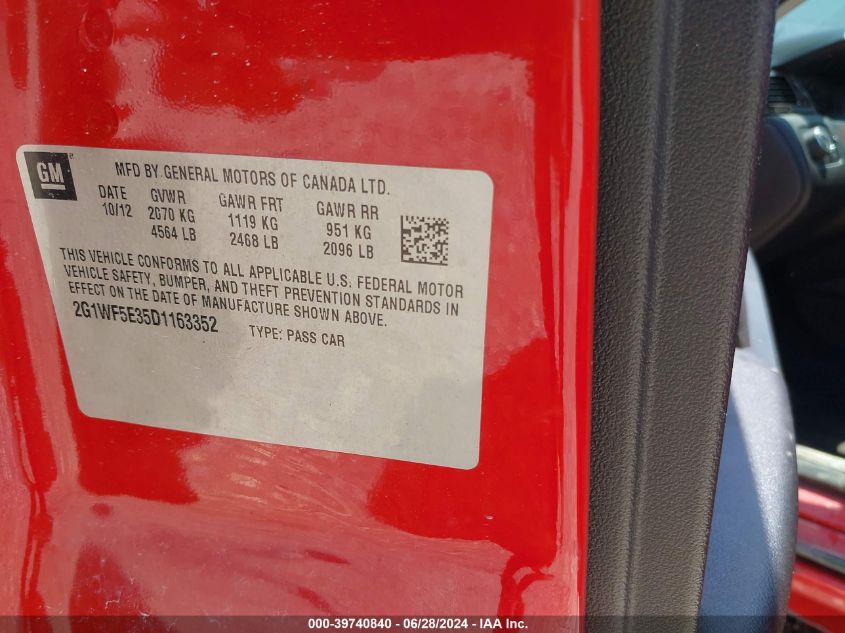 GM
MFD BY GENERAL MOTORS OF CANADA LTD.
DATE GVWR GAWR FRT GAWR RR
10/12 2070 KG 1119 KG 951 KG
4564 LB 2468 LB 2096 LB
THIS VEHICLE CONFORMS TO ALL APPLICABLE U.S. FEDERAL MOTOR
VEHICLE SAFETY, BUMPER, AND THEFT PREVENTION STANDARDS IN
EFFECT ON THE DATE OF MANUFACTURE SHOWN ABOVE.
2G1WF5E35D1163352 TYPE: PASS CAR
000-39740840 - 06/28/2024 - IAA Inc.